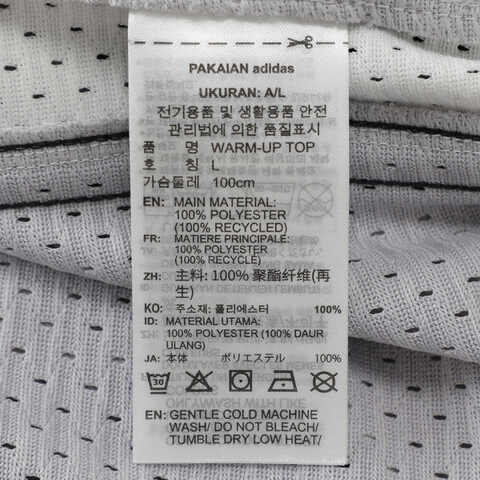 PAKAIAN adidas
UKURAN: A/L
전기용품 및 생활용품 안전
관리법에 의한 품질표시
품 명 WARM-UP TOP
호 칭 L
가슴둘레 100cm
EN: MAIN MATERIAL:
100% POLYESTER
(100% RECYCLED)
FR: MATIERE PRINCIPALE:
100% POLYESTER
(100% RECYCLÉ)
ZH: 主料: 100% 聚酯纤维(再
生)
KO: 주소재: 폴리에스터 100%
ID: MATERIAL UTAMA:
100% POLYESTER (100% DAUR
ULANG)
JA: 本体 ポリエステル 100%
30
EN: GENTLE COLD MACHINE
WASH/ DO NOT BLEACH/
TUMBLE DRY LOW HEAT/